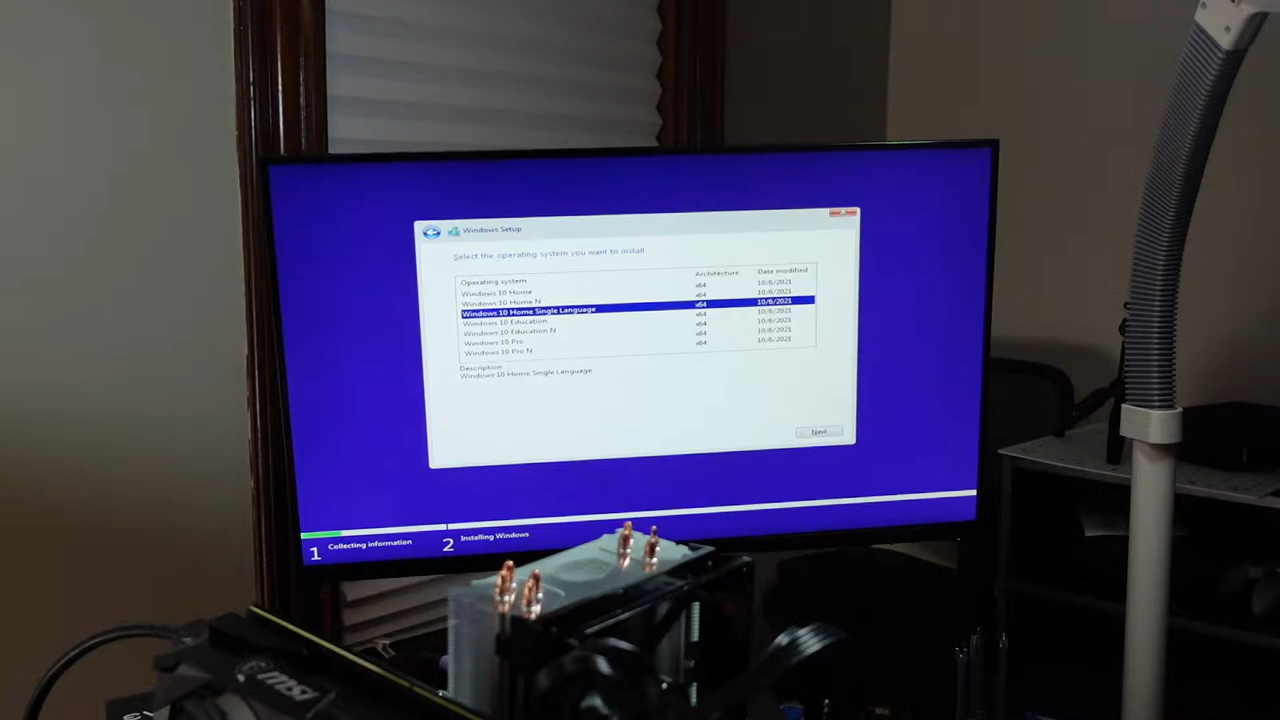 Windows Setup
Select the operating system you want to install
Operating system Architecture Date modified
Windows 10 Home x64 10/6/2021
Windows 10 Home N x64 10/6/2021
Windows 10 Home Single Language x64 10/6/2021
Windows 10 Education x64 10/6/2021
Windows 10 Education N x64 10/6/2021
Windows 10 Pro x64 10/6/2021
Windows 10 Pro N x64 10/6/2021
Description
Windows 10 Home Single Language
Next
1 Collecting information
2 Installing Windows
msi